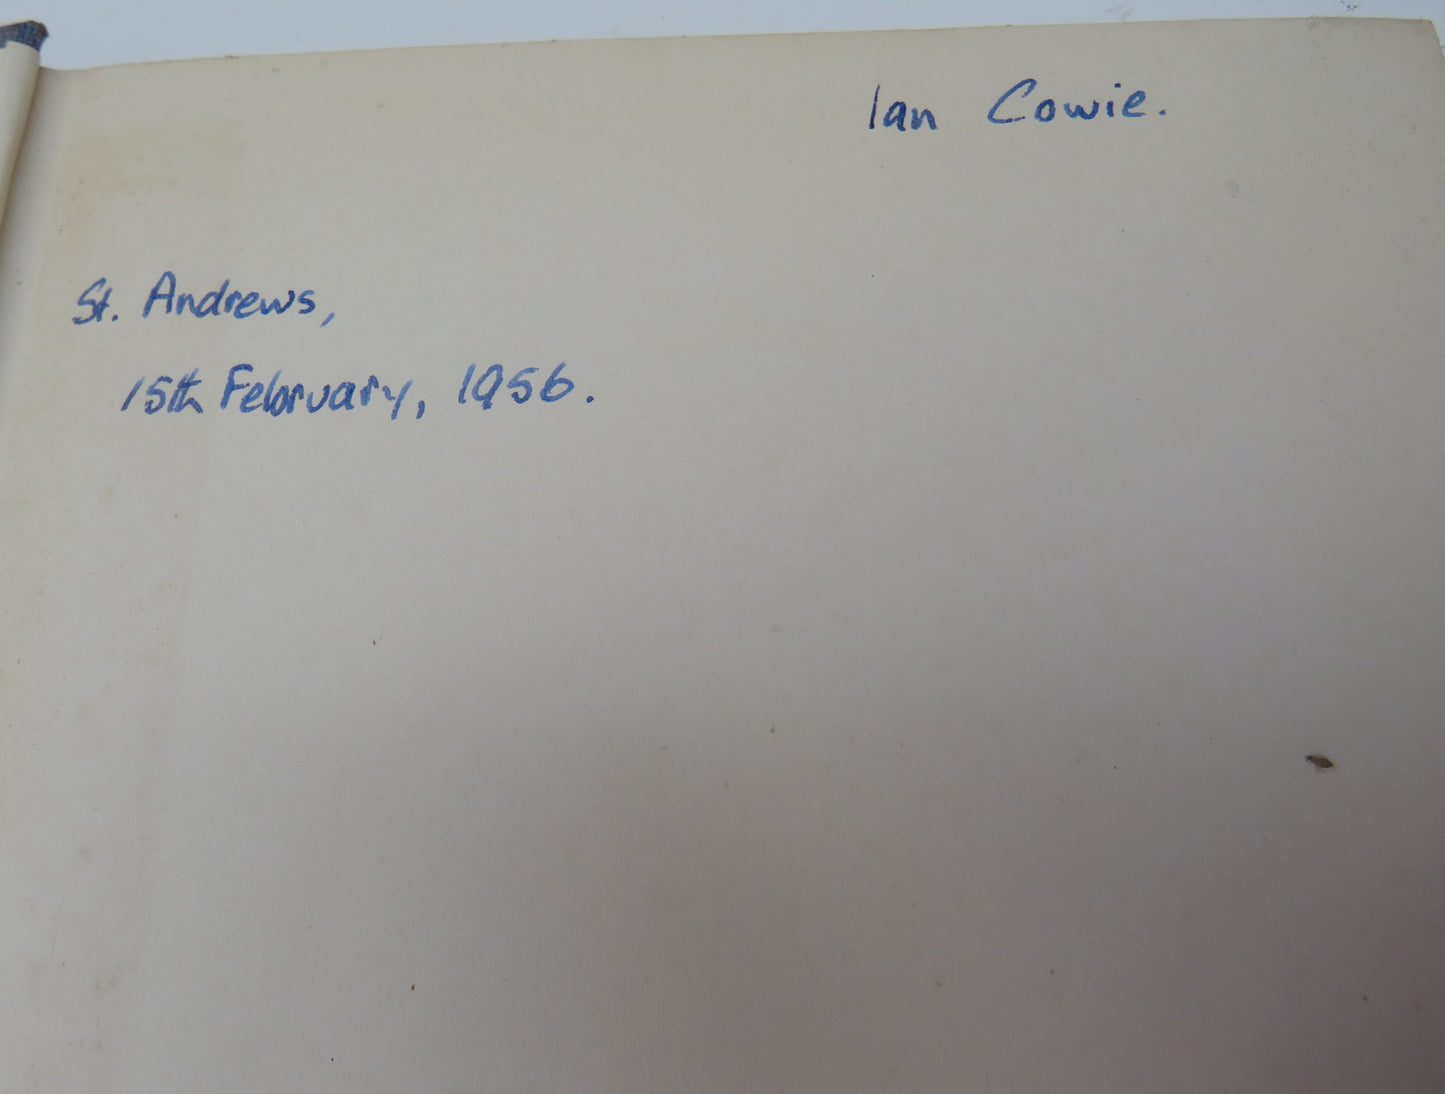 Ian Cowie.
St. Andrews,
15th February, 1956.